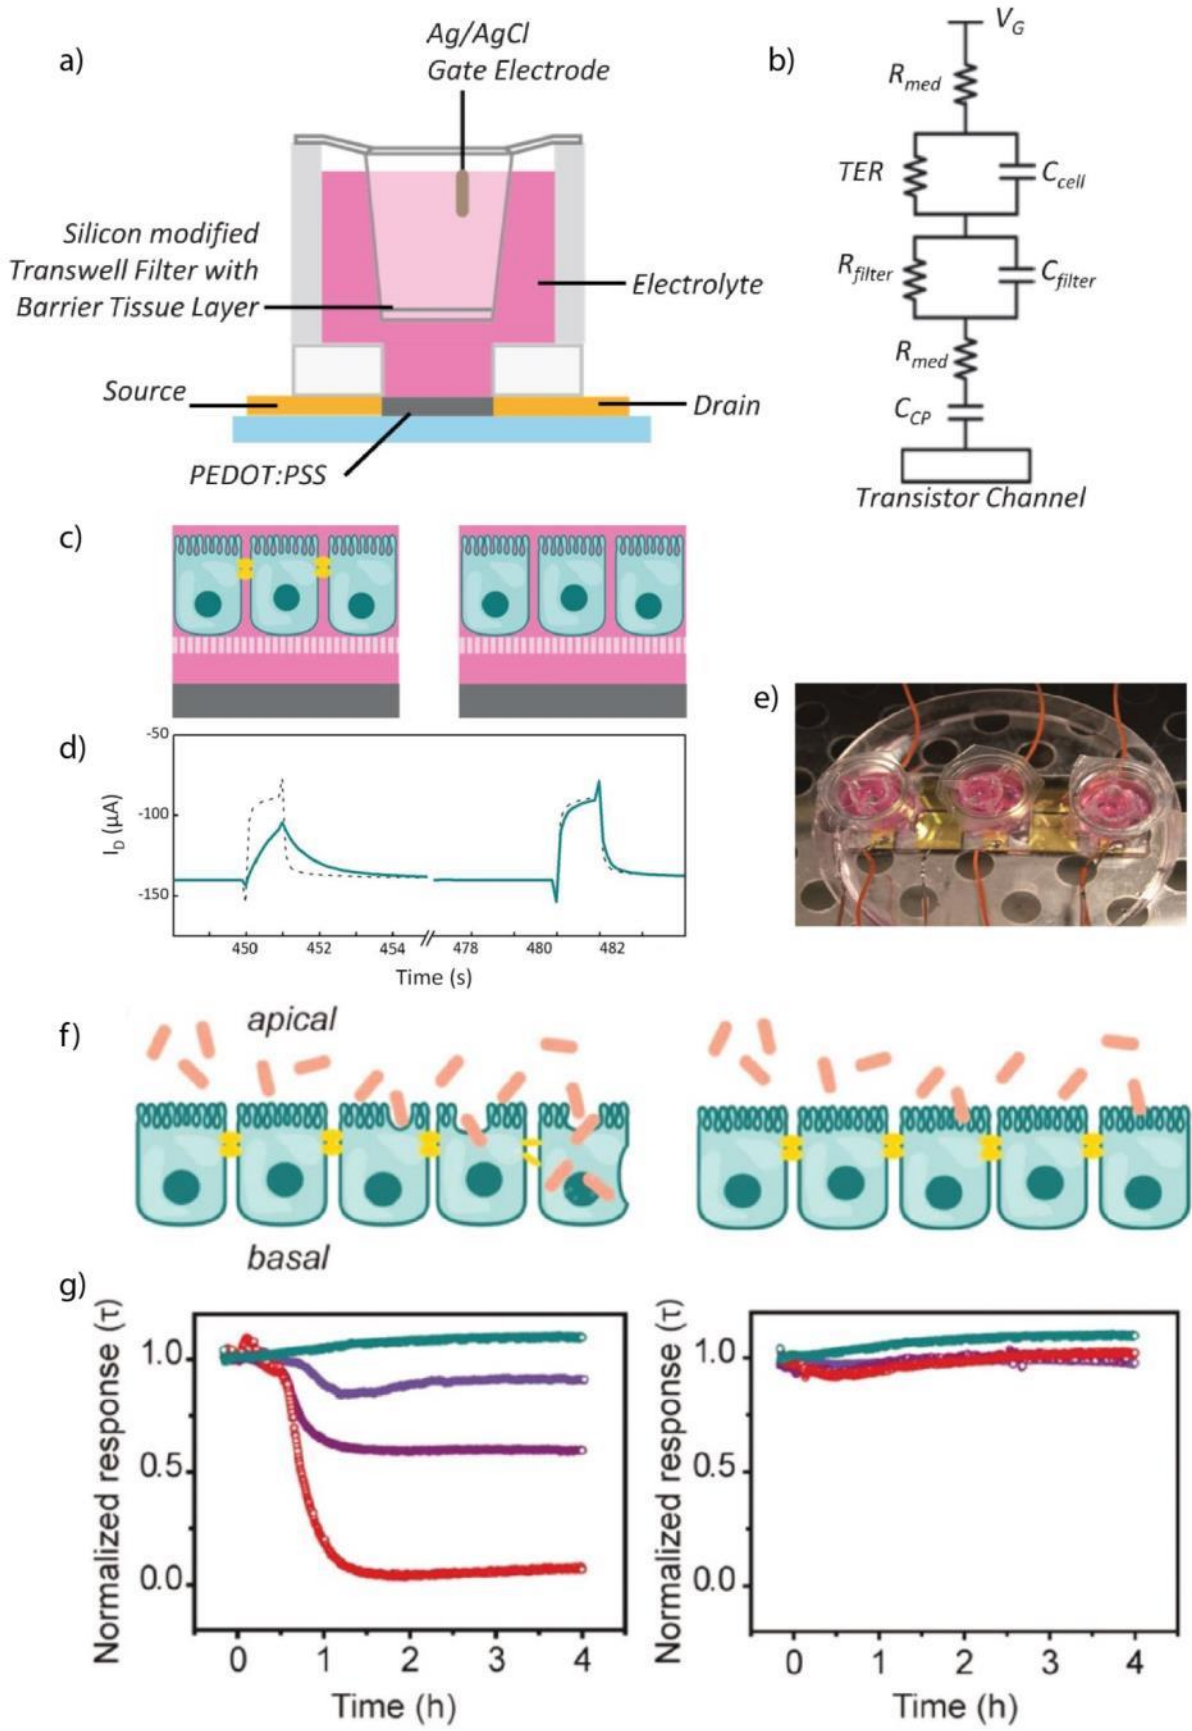 a)
Ag/AgCl
Gate Electrode
Silicon modified
Transwell Filter with
Barrier Tissue Layer
Electrolyte
Source
Drain
PEDOT:PSS
b)
V_G
R_med
TER
C_cell
R_filter
C_filter
R_med
C_CP
Transistor Channel
c)
d)
-50
-100
-150
I_D (µA)
450 452 454 478 480 482
Time (s)
e)
f)
apical
basal
g)
Normalized response (τ)
1.0
0.5
0.0
0 1 2 3 4
Time (h)
Normalized response (τ)
1.0
0.5
0.0
0 1 2 3 4
Time (h)